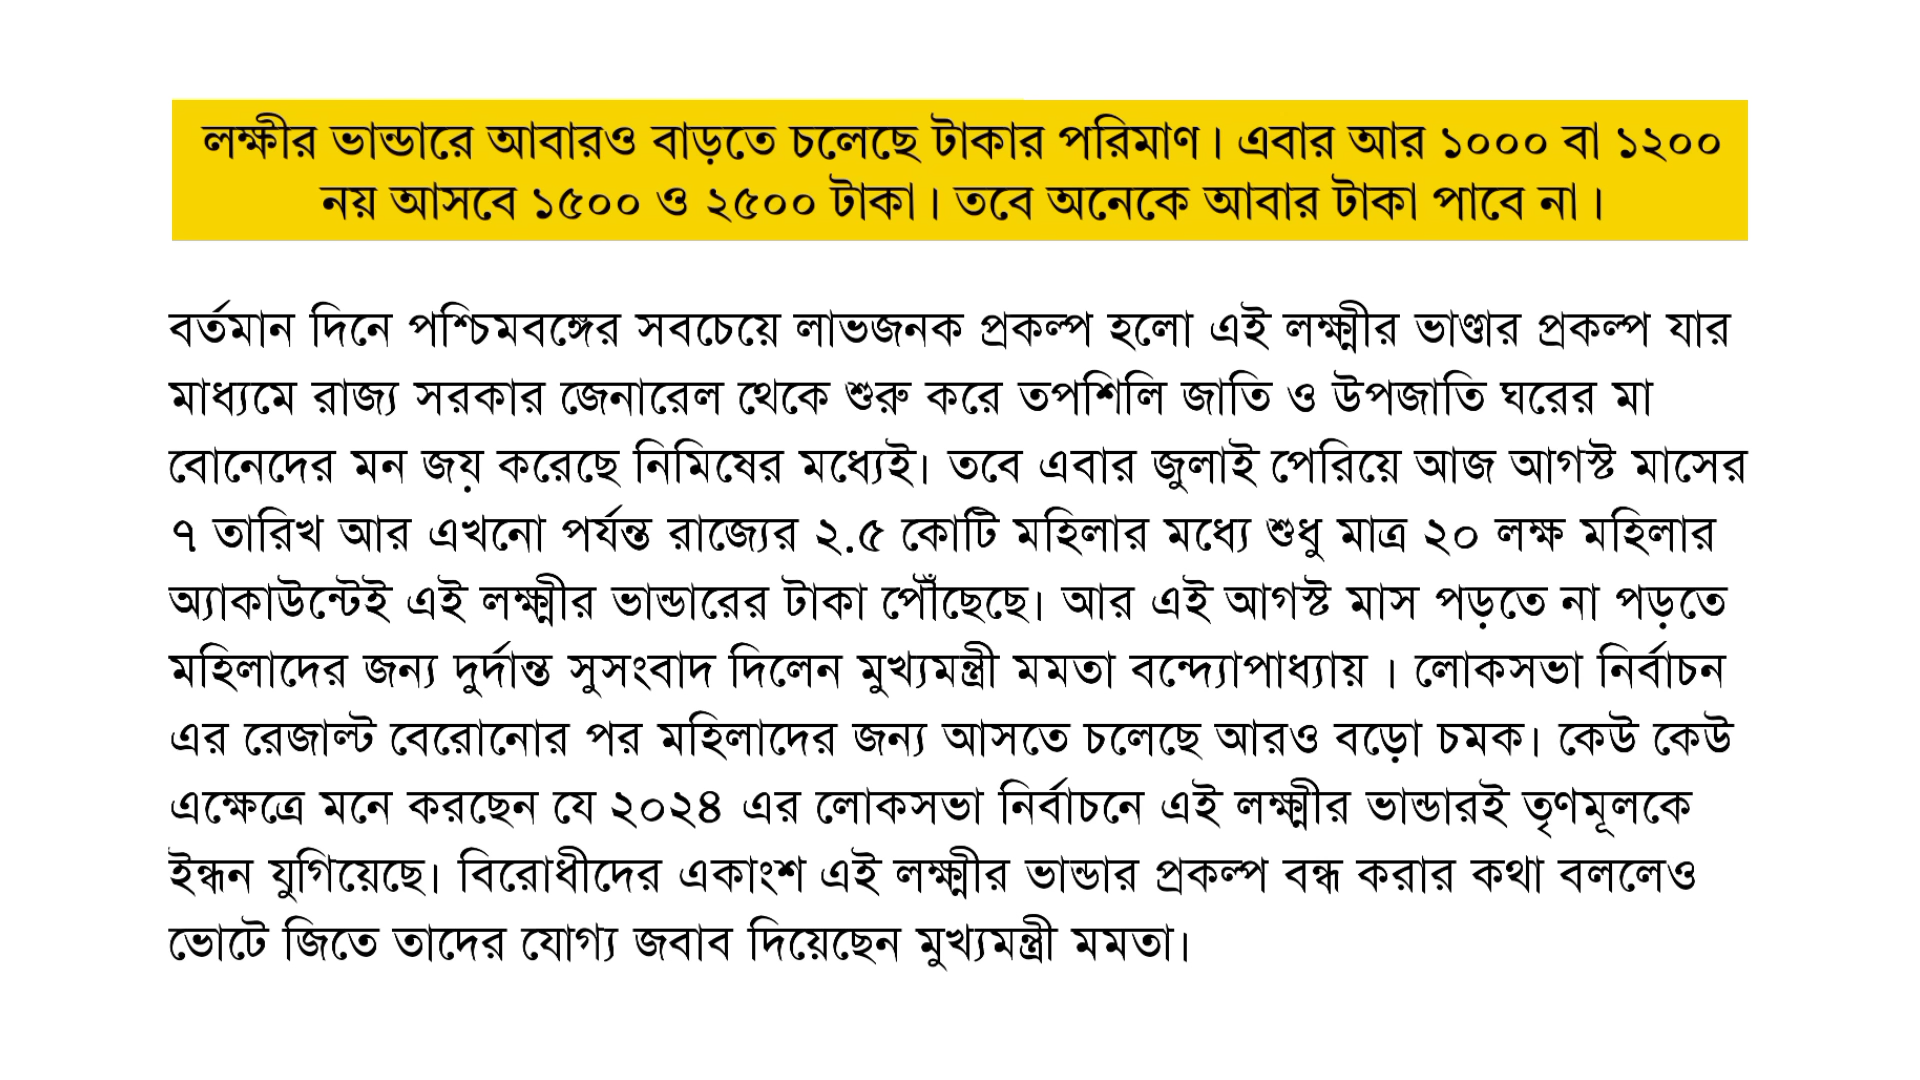 লক্ষীর ভান্ডারে আবারও বাড়তে চলেছে টাকার পরিমাণ। এবার আর ১০০০ বা ১২০০
নয় আসবে ১৫০০ ও ২৫০০ টাকা। তবে অনেকে আবার টাকা পাবে না।
বর্তমান দিনে পশ্চিমবঙ্গের সবচেয়ে লাভজনক প্রকল্প হলো এই লক্ষ্মীর ভাণ্ডার প্রকল্প যার
মাধ্যমে রাজ্য সরকার জেনারেল থেকে শুরু করে তপশিলি জাতি ও উপজাতি ঘরের মা
বোনেদের মন জয় করেছে নিমিষের মধ্যেই। তবে এবার জুলাই পেরিয়ে আজ আগস্ট মাসের
৭ তারিখ আর এখনো পর্যন্ত রাজ্যের ২.৫ কোটি মহিলার মধ্যে শুধু মাত্র ২০ লক্ষ মহিলার
অ্যাকাউন্টেই এই লক্ষ্মীর ভান্ডারের টাকা পৌঁছেছে। আর এই আগস্ট মাস পড়তে না পড়তে
মহিলাদের জন্য দুর্দান্ত সুসংবাদ দিলেন মুখ্যমন্ত্রী মমতা বন্দ্যোপাধ্যায় । লোকসভা নির্বাচন
এর রেজাল্ট বেরোনোর পর মহিলাদের জন্য আসতে চলেছে আরও বড়ো চমক। কেউ কেউ
এক্ষেত্রে মনে করছেন যে ২০২৪ এর লোকসভা নির্বাচনে এই লক্ষ্মীর ভান্ডারই তৃণমূলকে
ইন্ধন যুগিয়েছে। বিরোধীদের একাংশ এই লক্ষ্মীর ভান্ডার প্রকল্প বন্ধ করার কথা বললেও
ভোটে জিতে তাদের যোগ্য জবাব দিয়েছেন মুখ্যমন্ত্রী মমতা।